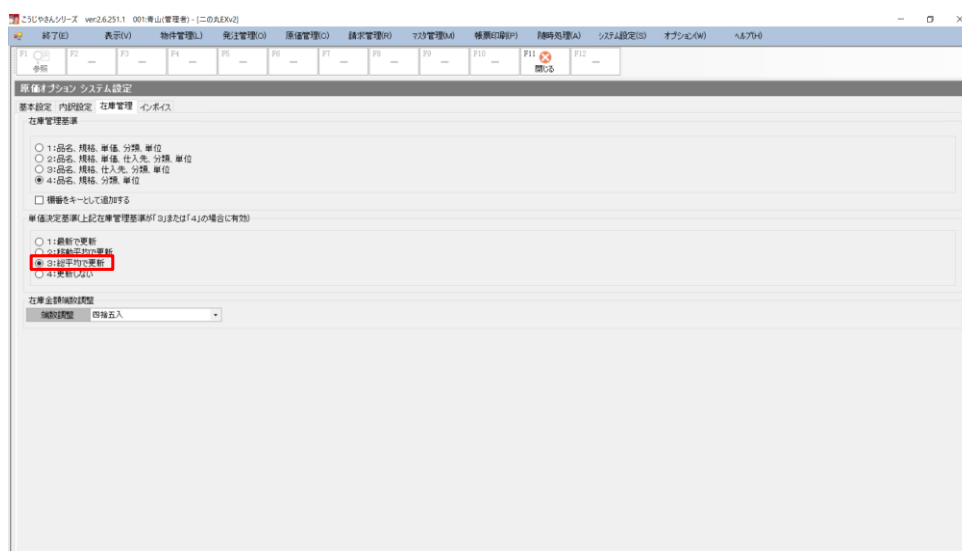 こうじやさんシリーズ ver.2.6.251.1 001:青山(管理者) - [二の丸EXv2]
終了(E) 表示(V) 物件管理(L) 発注管理(O) 原価管理(C) 請求管理(R) マスタ管理(M) 帳票印刷(P) 随時処理(A) システム設定(S) オプション(W) ヘルプ(H)
F1 F2 F3 F4 F5 F6 F7 F8 F9 F10 F11 F12
参照 閉じる
原価オプション システム設定
基本設定 内訳設定 在庫管理 インボイス
在庫管理基準
1:品名、規格、単価、分類、単位
2:品名、規格、単価、仕入先、分類、単位
3:品名、規格、仕入先、分類、単位
4:品名、規格、分類、単位
棚番をキーとして追加する
単価決定基準(上記在庫管理基準が「3」または「4」の場合に有効)
1:最新で更新
2:移動平均で更新
3:総平均で更新
4:更新しない
在庫金額端数調整
端数調整 四捨五入